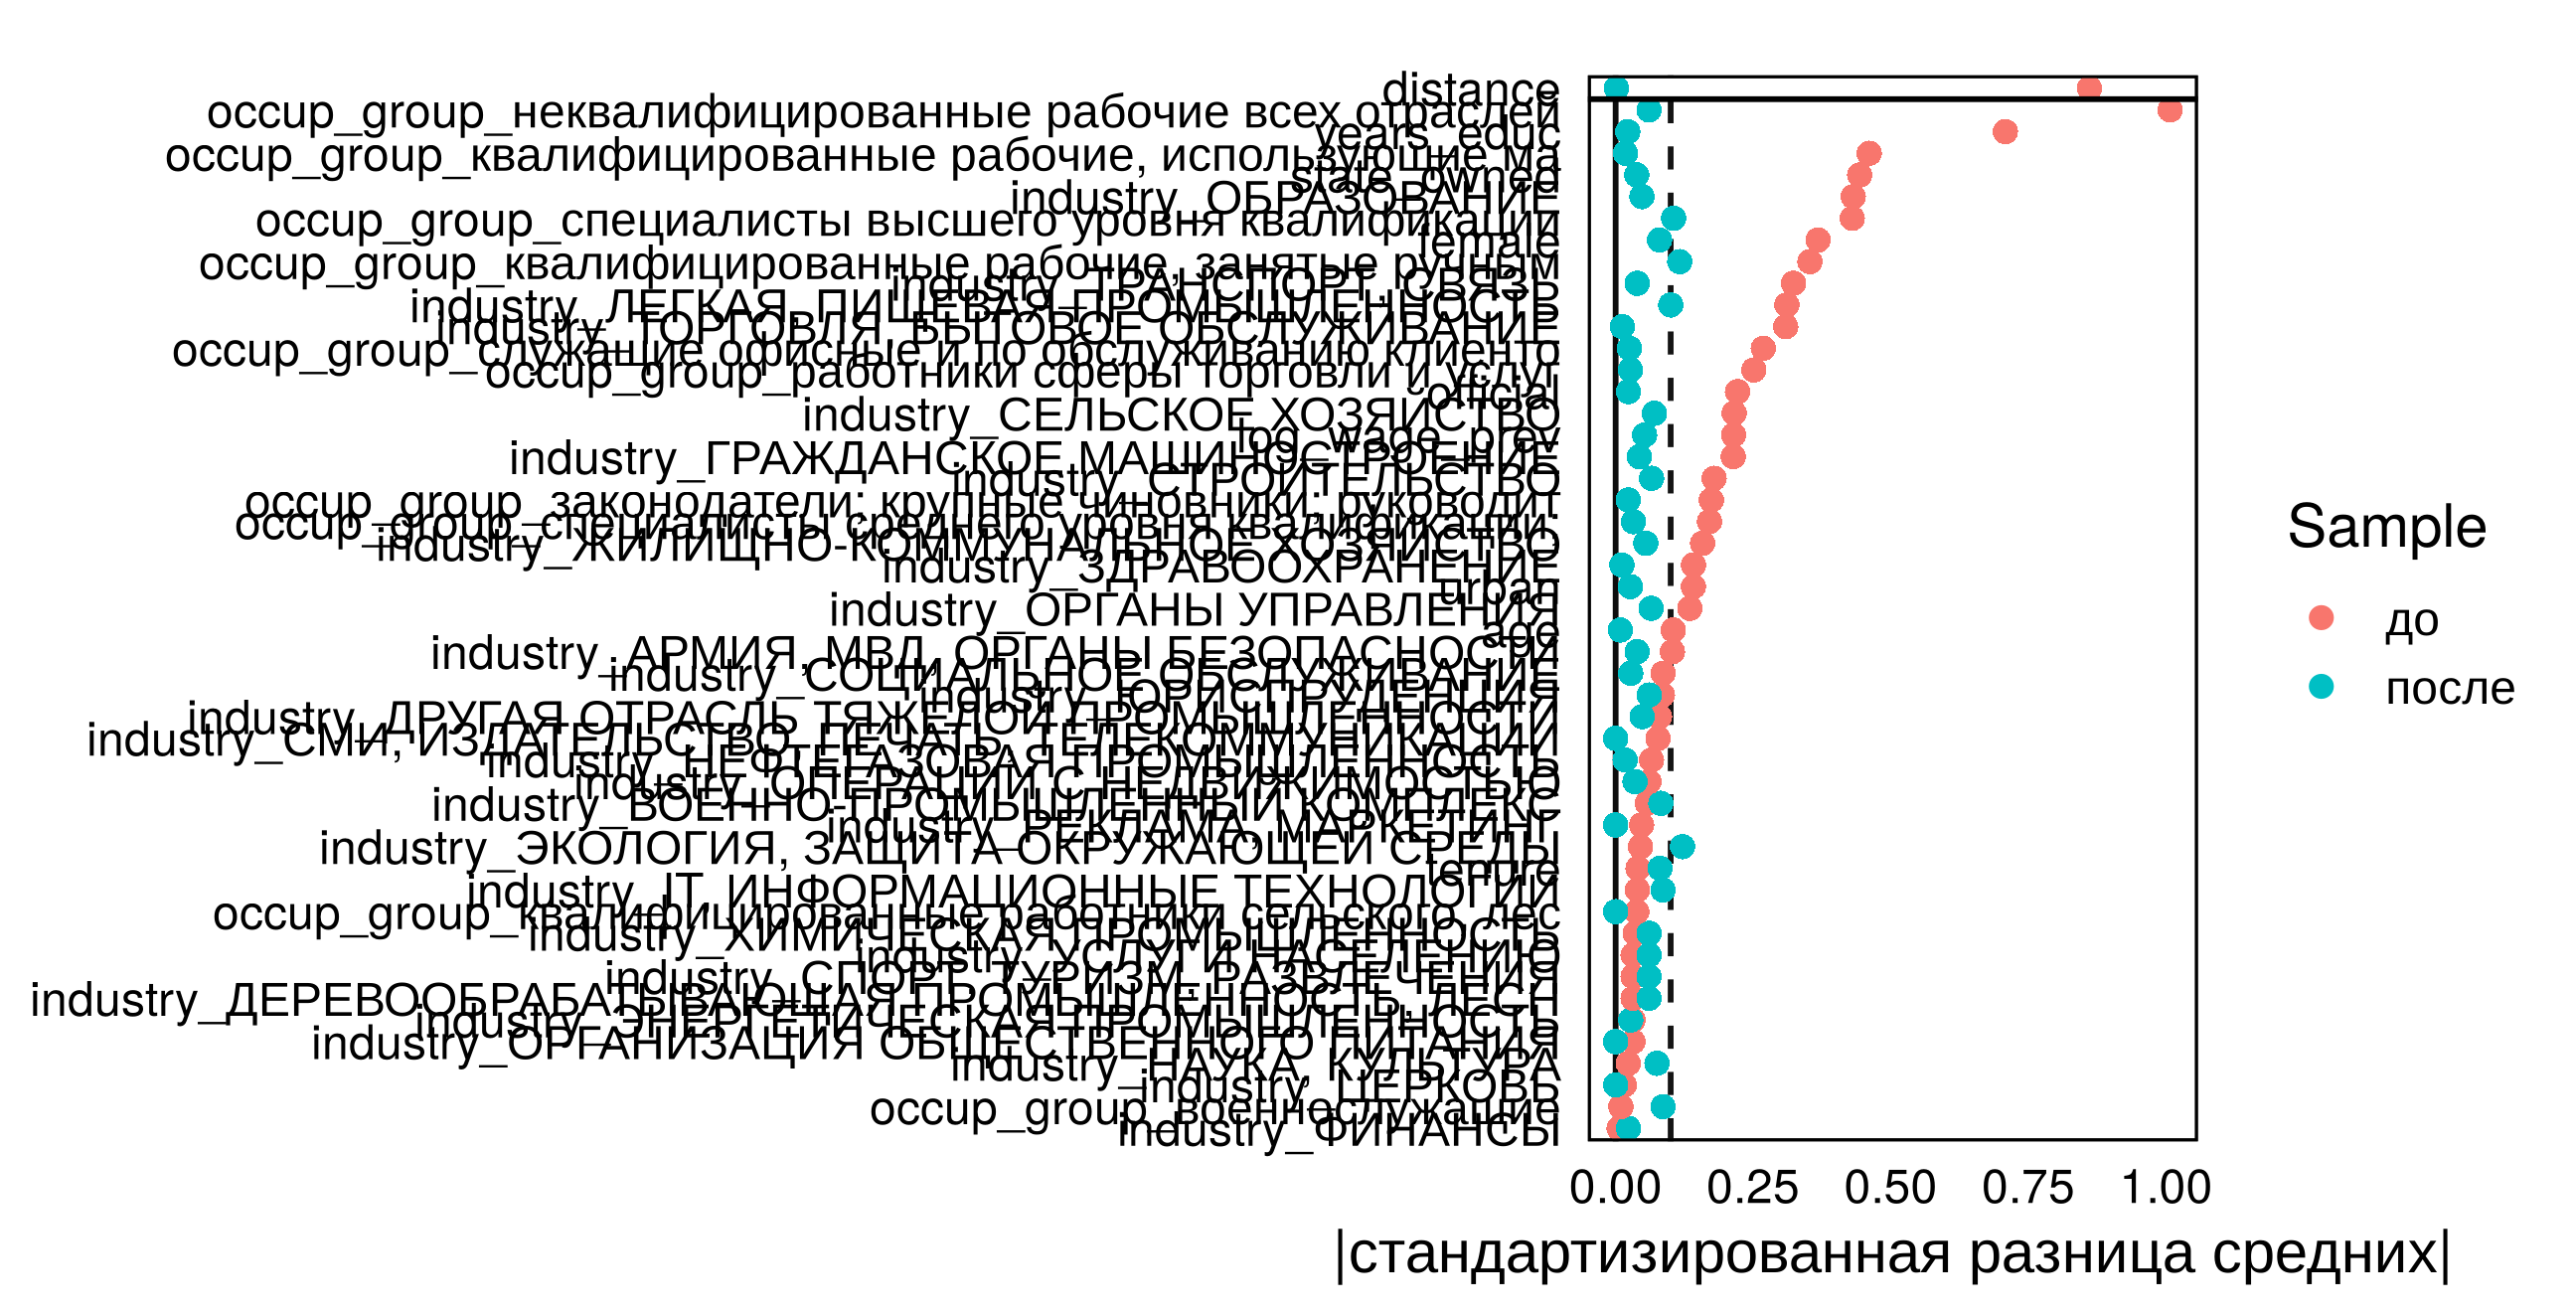 distance
occup_group_неквалифицированные рабочие всех отраслей
years_educ
occup_group_квалифицированные рабочие, использующие ма
state_owned
industry_ОБРАЗОВАНИЕ
occup_group_специалисты высшего уровня квалификации
female
occup_group_квалифицированные рабочие, занятые ручным
industry_ТРАНСПОРТ, СВЯЗЬ
industry_ЛЕГКАЯ, ПИЩЕВАЯ ПРОМЫШЛЕННОСТЬ
industry_ТОРГОВЛЯ, БЫТОВОЕ ОБСЛУЖИВАНИЕ
occup_group_служащие офисные и по обслуживанию клиенто
occup_group_работники сферы торговли и услуг
official
industry_СЕЛЬСКОЕ ХОЗЯЙСТВО
log_wage_prev
industry_ГРАЖДАНСКОЕ МАШИНОСТРОЕНИЕ
industry_СТРОИТЕЛЬСТВО
occup_group_законодатели; крупные чиновники; руководит
occup_group_специалисты среднего уровня квалификации;
industry_ЖИЛИЩНО-КОММУНАЛЬНОЕ ХОЗЯЙСТВО
industry_ЗДРАВООХРАНЕНИЕ
urban
industry_ОРГАНЫ УПРАВЛЕНИЯ
age
industry_АРМИЯ, МВД, ОРГАНЫ БЕЗОПАСНОСТИ
industry_СОЦИАЛЬНОЕ ОБСЛУЖИВАНИЕ
industry_ЮРИСПРУДЕНЦИЯ
industry_ДРУГАЯ ОТРАСЛЬ ТЯЖЕЛОЙ ПРОМЫШЛЕННОСТИ
industry_СМИ, ИЗДАТЕЛЬСТВО, ПЕЧАТЬ, ТЕЛЕКОММУНИКАЦИИ
industry_НЕФТЕГАЗОВАЯ ПРОМЫШЛЕННОСТЬ
industry_ОПЕРАЦИИ С НЕДВИЖИМОСТЬЮ
industry_ВОЕННО-ПРОМЫШЛЕННЫЙ КОМПЛЕКС
industry_РЕКЛАМА, МАРКЕТИНГ
industry_ЭКОЛОГИЯ, ЗАЩИТА ОКРУЖАЮЩЕЙ СРЕДЫ
tenure
industry_IT, ИНФОРМАЦИОННЫЕ ТЕХНОЛОГИИ
occup_group_квалифицированные работники сельского, лес
industry_ХИМИЧЕСКАЯ ПРОМЫШЛЕННОСТЬ
industry_УСЛУГИ НАСЕЛЕНИЮ
industry_СПОРТ, ТУРИЗМ, РАЗВЛЕЧЕНИЯ
industry_ДЕРЕВООБРАБАТЫВАЮЩАЯ ПРОМЫШЛЕННОСТЬ, ЛЕСН
industry_ЭНЕРГЕТИЧЕСКАЯ ПРОМЫШЛЕННОСТЬ
industry_ОРГАНИЗАЦИЯ ОБЩЕСТВЕННОГО ПИТАНИЯ
industry_НАУКА, КУЛЬТУРА
industry_ЦЕРКОВЬ
occup_group_военнослужащие
industry_ФИНАНСЫ
0.00 0.25 0.50 0.75 1.00
|стандартизированная разница средних|
Sample
до
после